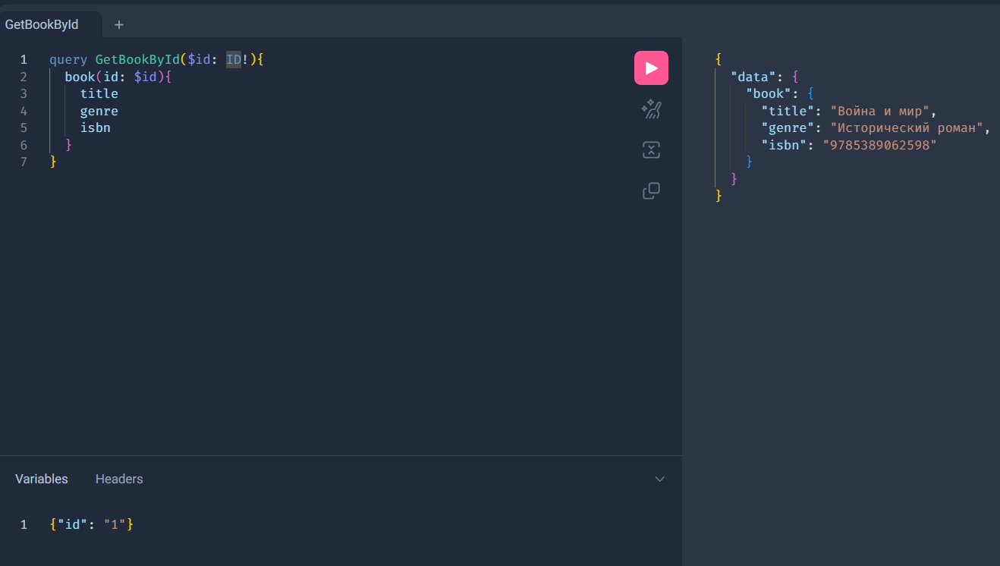 GetBookById +
1 query GetBookById($id: ID!){
2 book(id: $id){
3 title
4 genre
5 isbn
6 }
7 }
{
"data": {
"book": {
"title": "Война и мир",
"genre": "Исторический роман",
"isbn": "9785389062598"
}
}
}
Variables Headers
1 {"id": "1"}